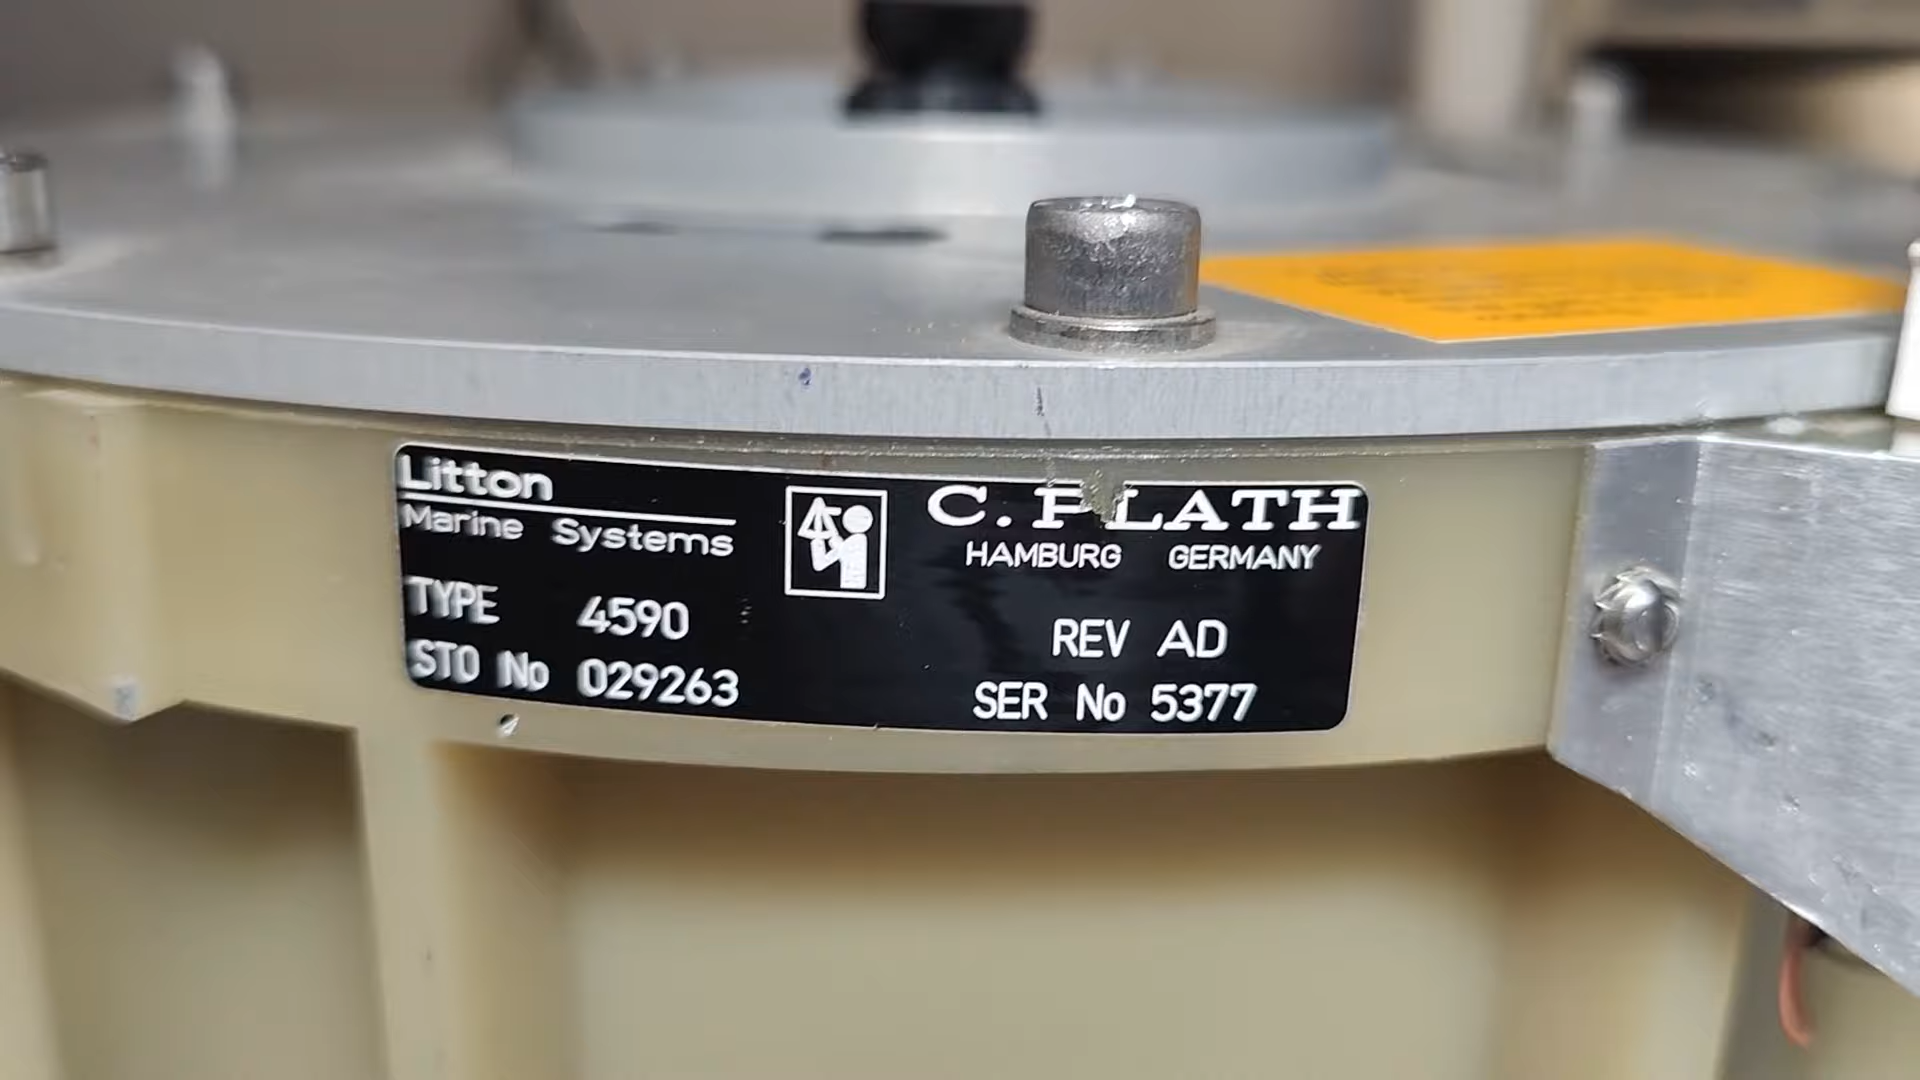 Litton
Marine Systems
C. PLATH
HAMBURG GERMANY
TYPE 4590
REV AD
STO No 029263
SER No 5377